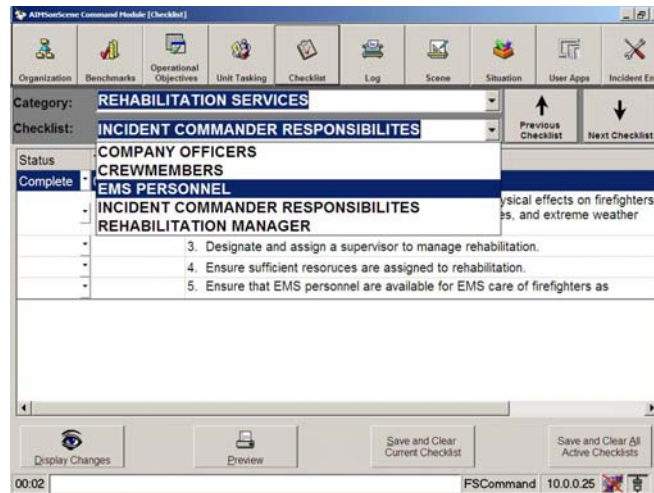 AIMSonScene Command Module [Checklist]
Organization
Benchmarks
Operational
Objectives
Unit Tasking
Checklist
Log
Scene
Situation
User Apps
Incident En
Category:
REHABILITATION SERVICES
Checklist:
INCIDENT COMMANDER RESPONSIBILITES
Previous
Checklist
Next Checklist
COMPANY OFFICERS
CREWMEMBERS
EMS PERSONNEL
INCIDENT COMMANDER RESPONSIBILITES
REHABILITATION MANAGER
Status
Complete
ysical effects on firefighters
es, and extreme weather
3. Designate and assign a supervisor to manage rehabilitation.
4. Ensure sufficient resoruces are assigned to rehabilitation.
5. Ensure that EMS personnel are available for EMS care of firefighters as
Display Changes
Preview
Save and Clear
Current Checklist
Save and Clear All
Active Checklists
00:02
FSCommand
10.0.0.25